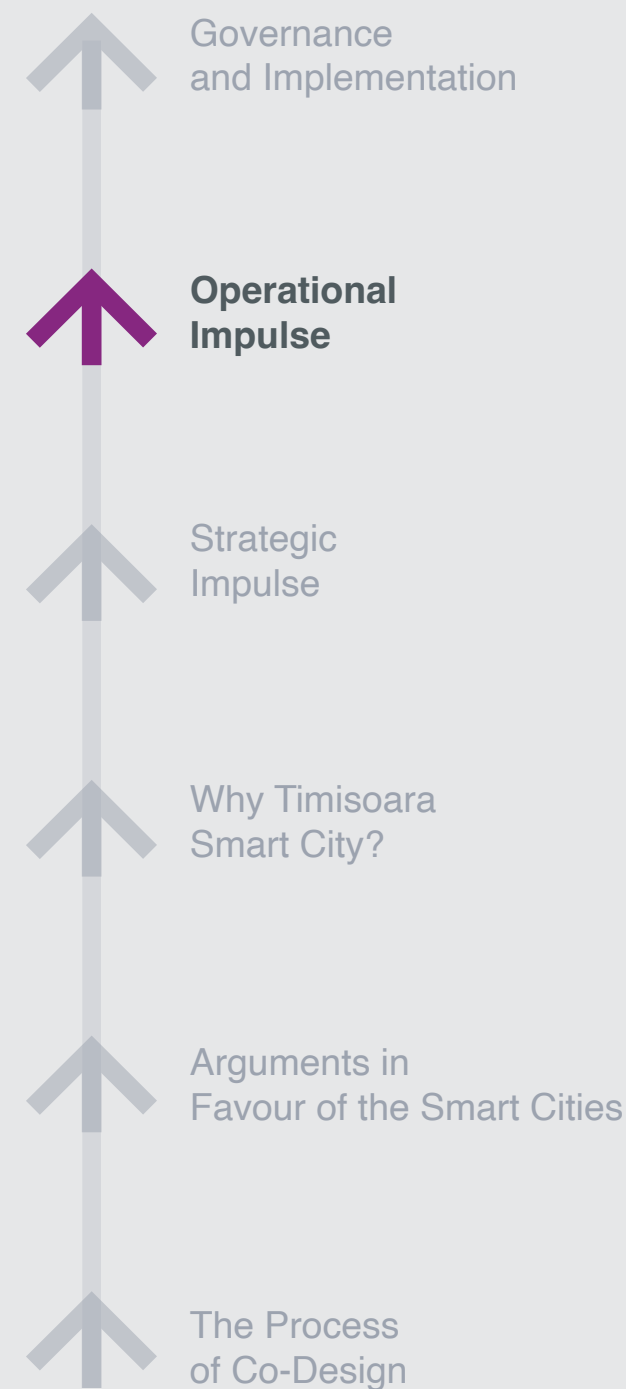 Governance
and Implementation
Operational
Impulse
Strategic
Impulse
Why Timisoara
Smart City?
Arguments in
Favour of the Smart Cities
The Process
of Co-Design